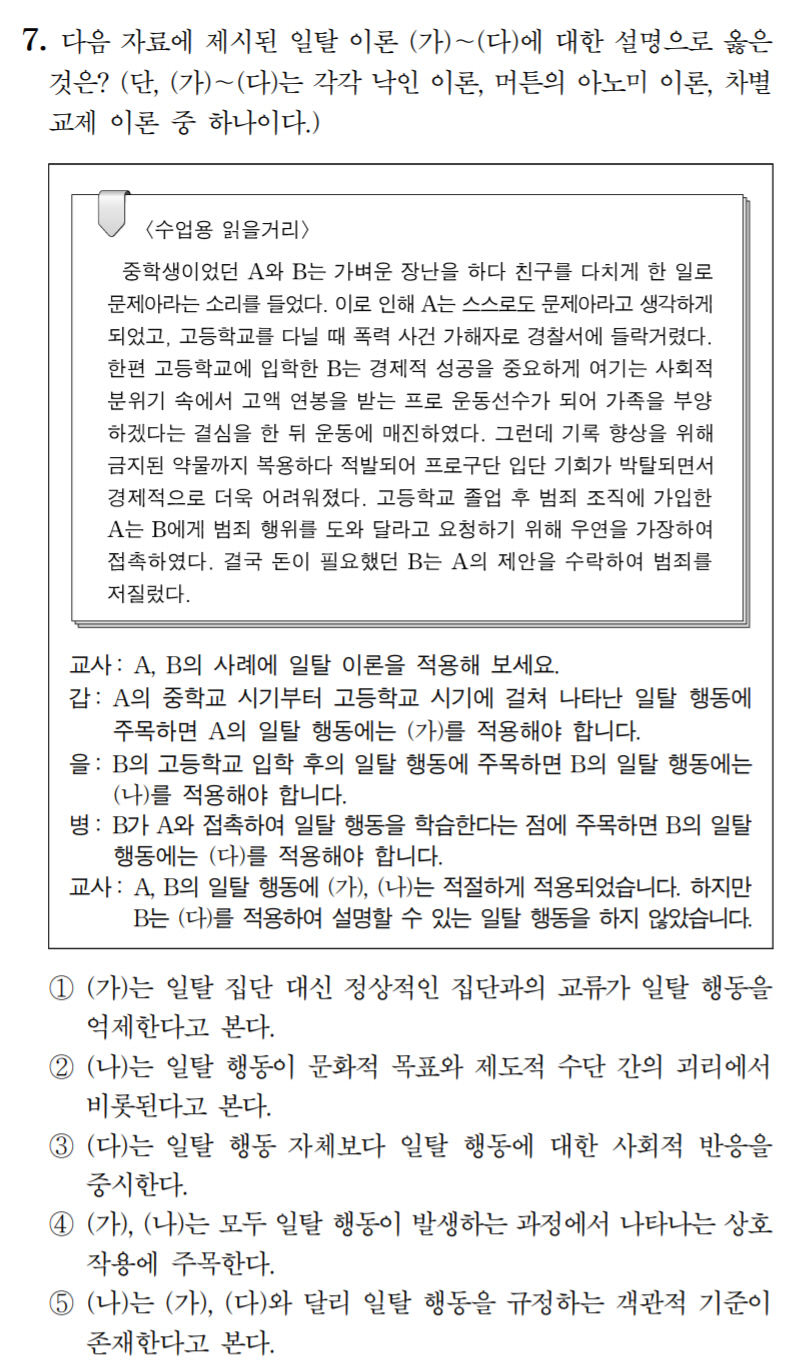 7. 다음 자료에 제시된 일탈 이론 (가)~(다)에 대한 설명으로 옳은
것은? (단, (가)~(다)는 각각 낙인 이론, 머튼의 아노미 이론, 차별
교제 이론 중 하나이다.)
〈수업용 읽을거리〉
중학생이었던 A와 B는 가벼운 장난을 하다 친구를 다치게 한 일로
문제아라는 소리를 들었다. 이로 인해 A는 스스로도 문제아라고 생각하게
되었고, 고등학교를 다닐 때 폭력 사건 가해자로 경찰서에 들락거렸다.
한편 고등학교에 입학한 B는 경제적 성공을 중요하게 여기는 사회적
분위기 속에서 고액 연봉을 받는 프로 운동선수가 되어 가족을 부양
하겠다는 결심을 한 뒤 운동에 매진하였다. 그런데 기록 향상을 위해
금지된 약물까지 복용하다 적발되어 프로구단 입단 기회가 박탈되면서
경제적으로 더욱 어려워졌다. 고등학교 졸업 후 범죄 조직에 가입한
A는 B에게 범죄 행위를 도와 달라고 요청하기 위해 우연을 가장하여
접촉하였다. 결국 돈이 필요했던 B는 A의 제안을 수락하여 범죄를
저질렀다.
교사: A, B의 사례에 일탈 이론을 적용해 보세요.
갑: A의 중학교 시기부터 고등학교 시기에 걸쳐 나타난 일탈 행동에
주목하면 A의 일탈 행동에는 (가)를 적용해야 합니다.
을: B의 고등학교 입학 후의 일탈 행동에 주목하면 B의 일탈 행동에는
(나)를 적용해야 합니다.
병: B가 A와 접촉하여 일탈 행동을 학습한다는 점에 주목하면 B의 일탈
행동에는 (다)를 적용해야 합니다.
교사: A, B의 일탈 행동에 (가), (나)는 적절하게 적용되었습니다. 하지만
B는 (다)를 적용하여 설명할 수 있는 일탈 행동을 하지 않았습니다.
① (가)는 일탈 집단 대신 정상적인 집단과의 교류가 일탈 행동을
억제한다고 본다.
② (나)는 일탈 행동이 문화적 목표와 제도적 수단 간의 괴리에서
비롯된다고 본다.
③ (다)는 일탈 행동 자체보다 일탈 행동에 대한 사회적 반응을
중시한다.
④ (가), (나)는 모두 일탈 행동이 발생하는 과정에서 나타나는 상호
작용에 주목한다.
⑤ (나)는 (가), (다)와 달리 일탈 행동을 규정하는 객관적 기준이
존재한다고 본다.